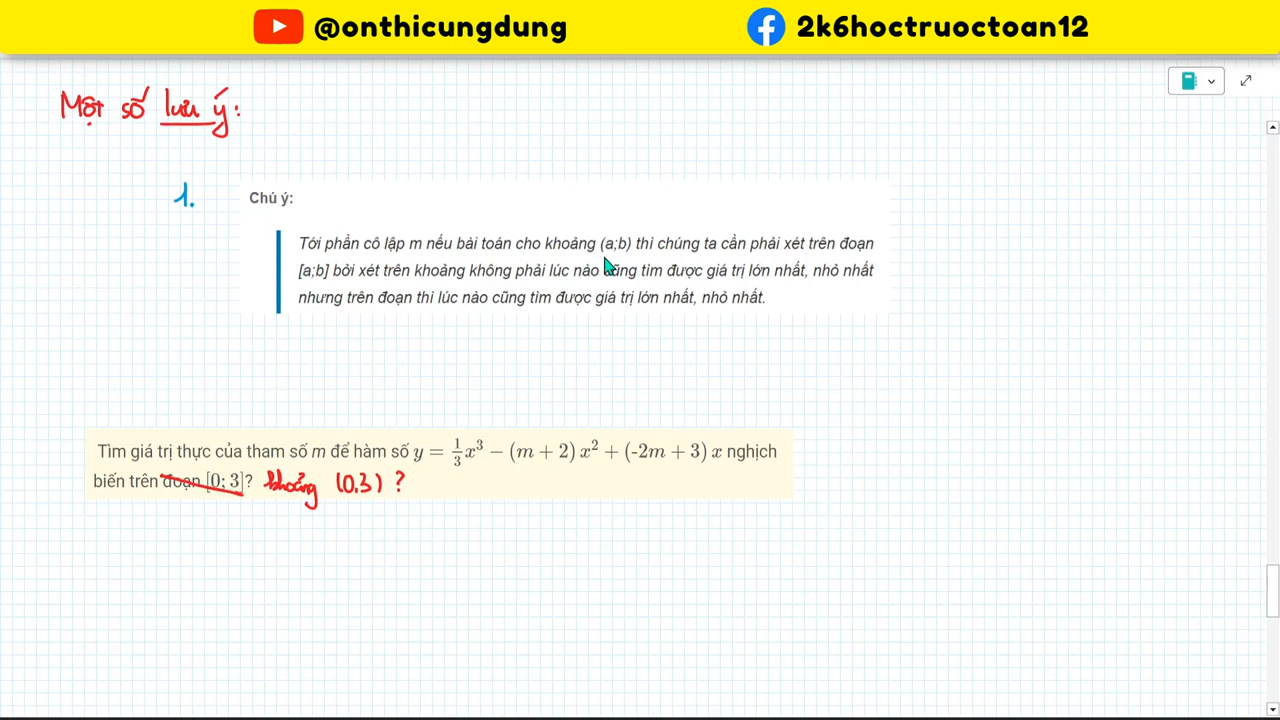 @onthicungdung 2k6hoctruoctoan12
Một số lưu ý:
1. Chú ý:
Tới phần cô lập m nếu bài toán cho khoảng (a;b) thì chúng ta cần phải xét trên đoạn
[a;b] bởi xét trên khoảng không phải lúc nào cũng tìm được giá trị lớn nhất, nhỏ nhất
nhưng trên đoạn thì lúc nào cũng tìm được giá trị lớn nhất, nhỏ nhất.
Tìm giá trị thực của tham số m để hàm số y = 1/3 x³ − (m + 2) x² + (-2m + 3) x nghịch
biến trên đoạn [0; 3]? khoảng (0.3) ?